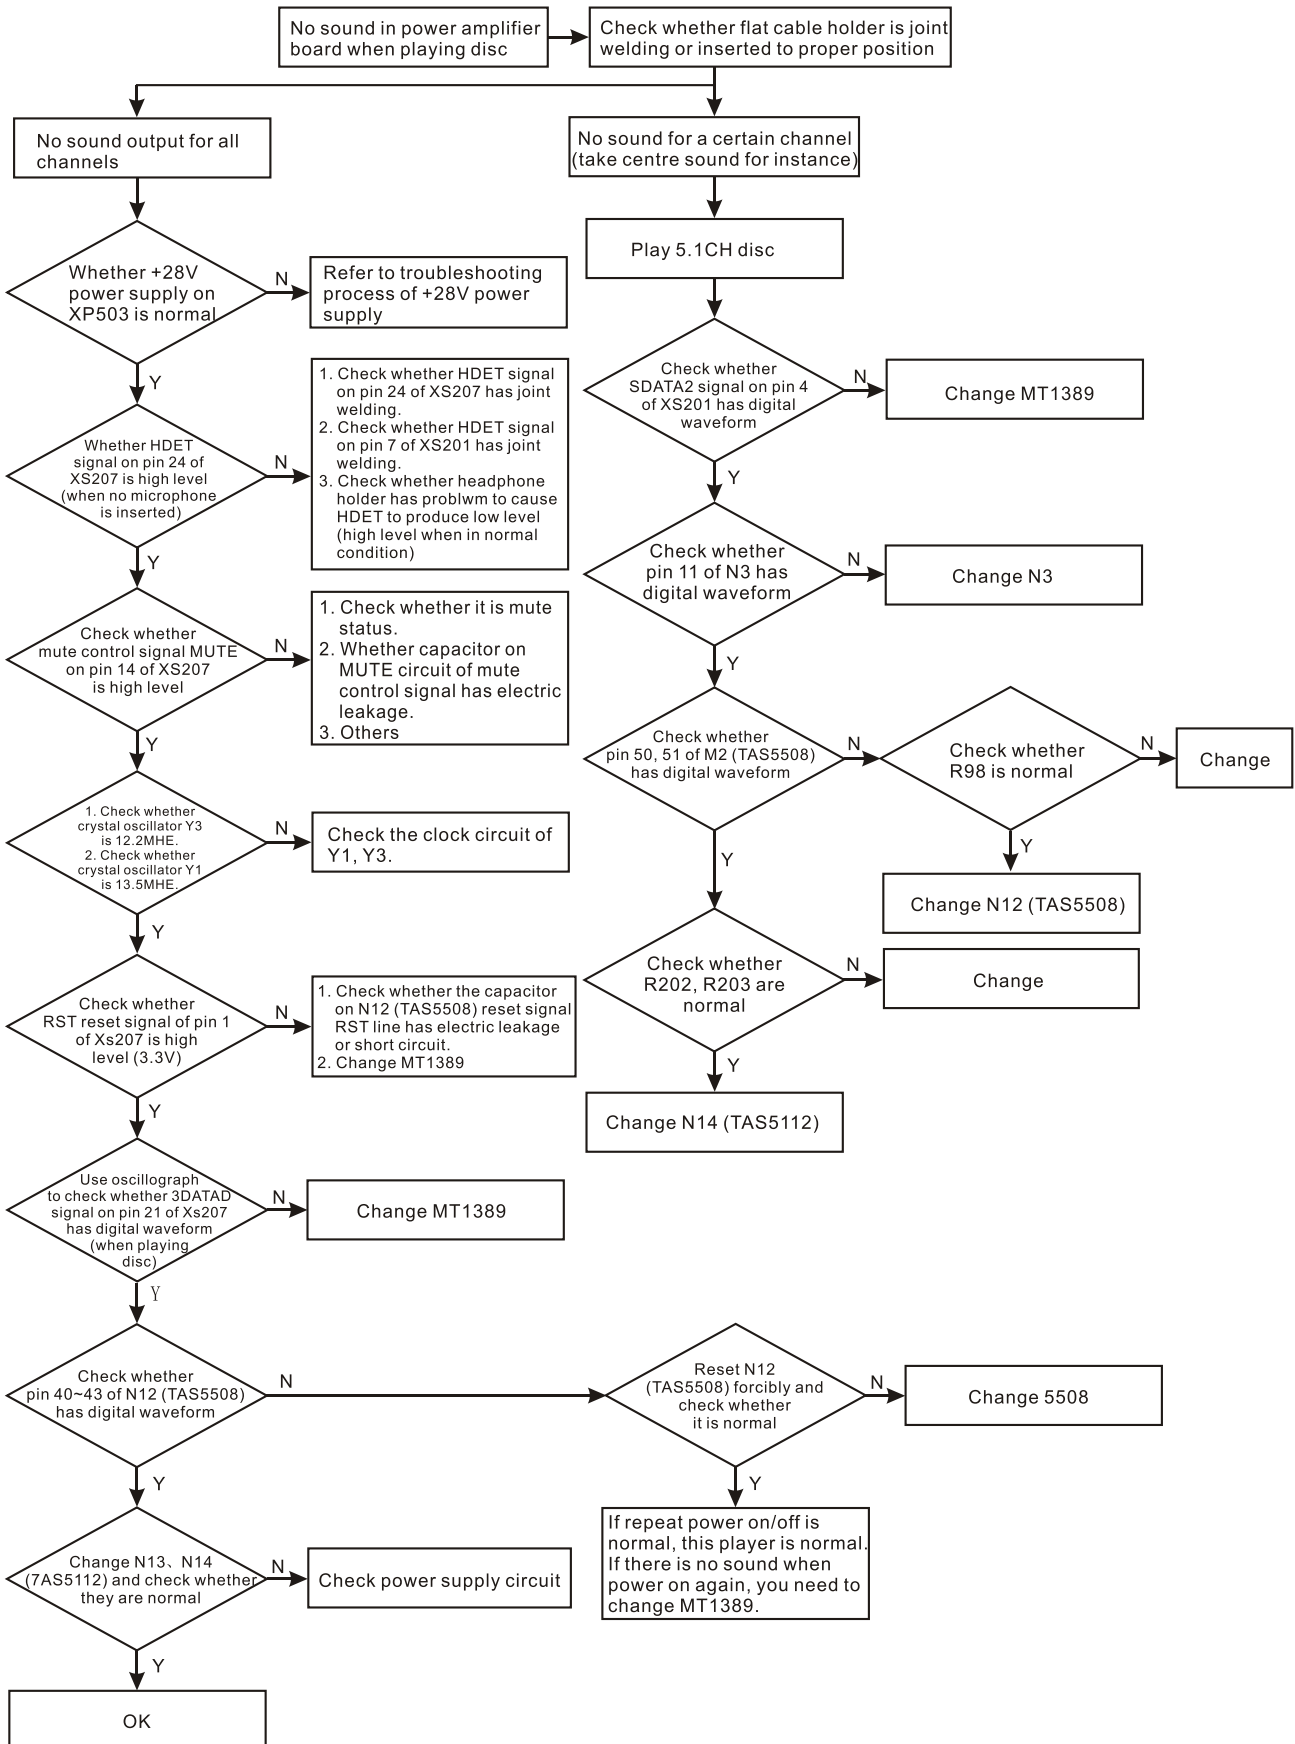 No sound in power amplifier
board when playing disc
Check whether flat cable holder is joint
welding or inserted to proper position
No sound output for all
channels
Whether +28V
power supply on
XP503 is normal
N
Refer to troubleshooting
process of +28V power
supply
Y
Whether HDET
signal on pin 24 of
XS207 is high level
(when no microphone
is inserted)
N
1. Check whether HDET signal
on pin 24 of XS207 has joint
welding.
2. Check whether HDET signal
on pin 7 of XS201 has joint
welding.
3. Check whether headphone
holder has problwm to cause
HDET to produce low level
(high level when in normal
condition)
Y
Check whether
mute control signal MUTE
on pin 14 of XS207
is high level
N
1. Check whether it is mute
status.
2. Whether capacitor on
MUTE circuit of mute
control signal has electric
leakage.
3. Others
Y
1. Check whether
crystal oscillator Y3
is 12.2MHE.
2. Check whether
crystal oscillator Y1
is 13.5MHE.
N
Check the clock circuit of
Y1, Y3.
Y
Check whether
RST reset signal of pin 1
of Xs207 is high
level (3.3V)
N
1. Check whether the capacitor
on N12 (TAS5508) reset signal
RST line has electric leakage
or short circuit.
2. Change MT1389
Y
Use oscillograph
to check whether 3DATAD
signal on pin 21 of Xs207
has digital waveform
(when playing
disc)
N
Change MT1389
Y
Check whether
pin 40~43 of N12 (TAS5508)
has digital waveform
N
Reset N12
(TAS5508) forcibly and
check whether
it is normal
N
Change 5508
Y
If repeat power on/off is
normal, this player is normal.
If there is no sound when
power on again, you need to
change MT1389.
Y
Change N13、N14
(7AS5112) and check whether
they are normal
N
Check power supply circuit
Y
OK
No sound for a certain channel
(take centre sound for instance)
Play 5.1CH disc
Check whether
SDATA2 signal on pin 4
of XS201 has digital
waveform
N
Change MT1389
Y
Check whether
pin 11 of N3 has
digital waveform
N
Change N3
Y
Check whether
pin 50, 51 of M2 (TAS5508)
has digital waveform
N
Check whether
R98 is normal
N
Change
Y
Change N12 (TAS5508)
Y
Check whether
R202, R203 are
normal
N
Change
Y
Change N14 (TAS5112)